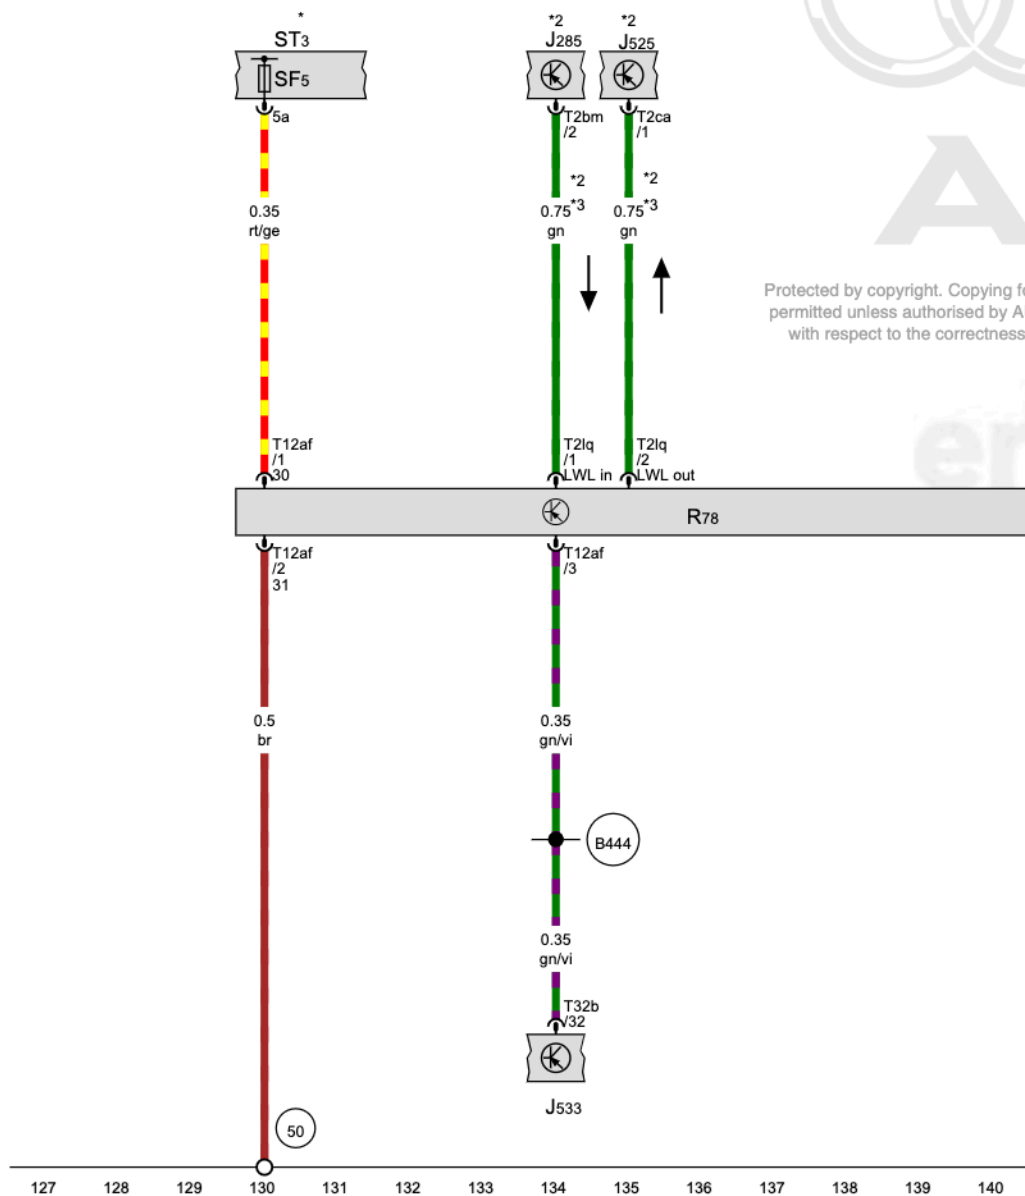 *
ST3
SF5
5a
0.35
rt/ge
T12af
/1
30
*2
J285
T2bm
/2
*2
0.75*3
gn
T2lq
/1
LWL in
*2
J525
T2ca
/1
*2
0.75*3
gn
T2lq
/2
LWL out
Protected by copyright. Copying
permitted unless authorised by
with respect to the correctness
R78
T12af
/2
31
0.5
br
50
T12af
/3
0.35
gn/vi
B444
0.35
gn/vi
T32b
/32
J533
127 128 129 130 131 132 133 134 135 136 137 138 139 140